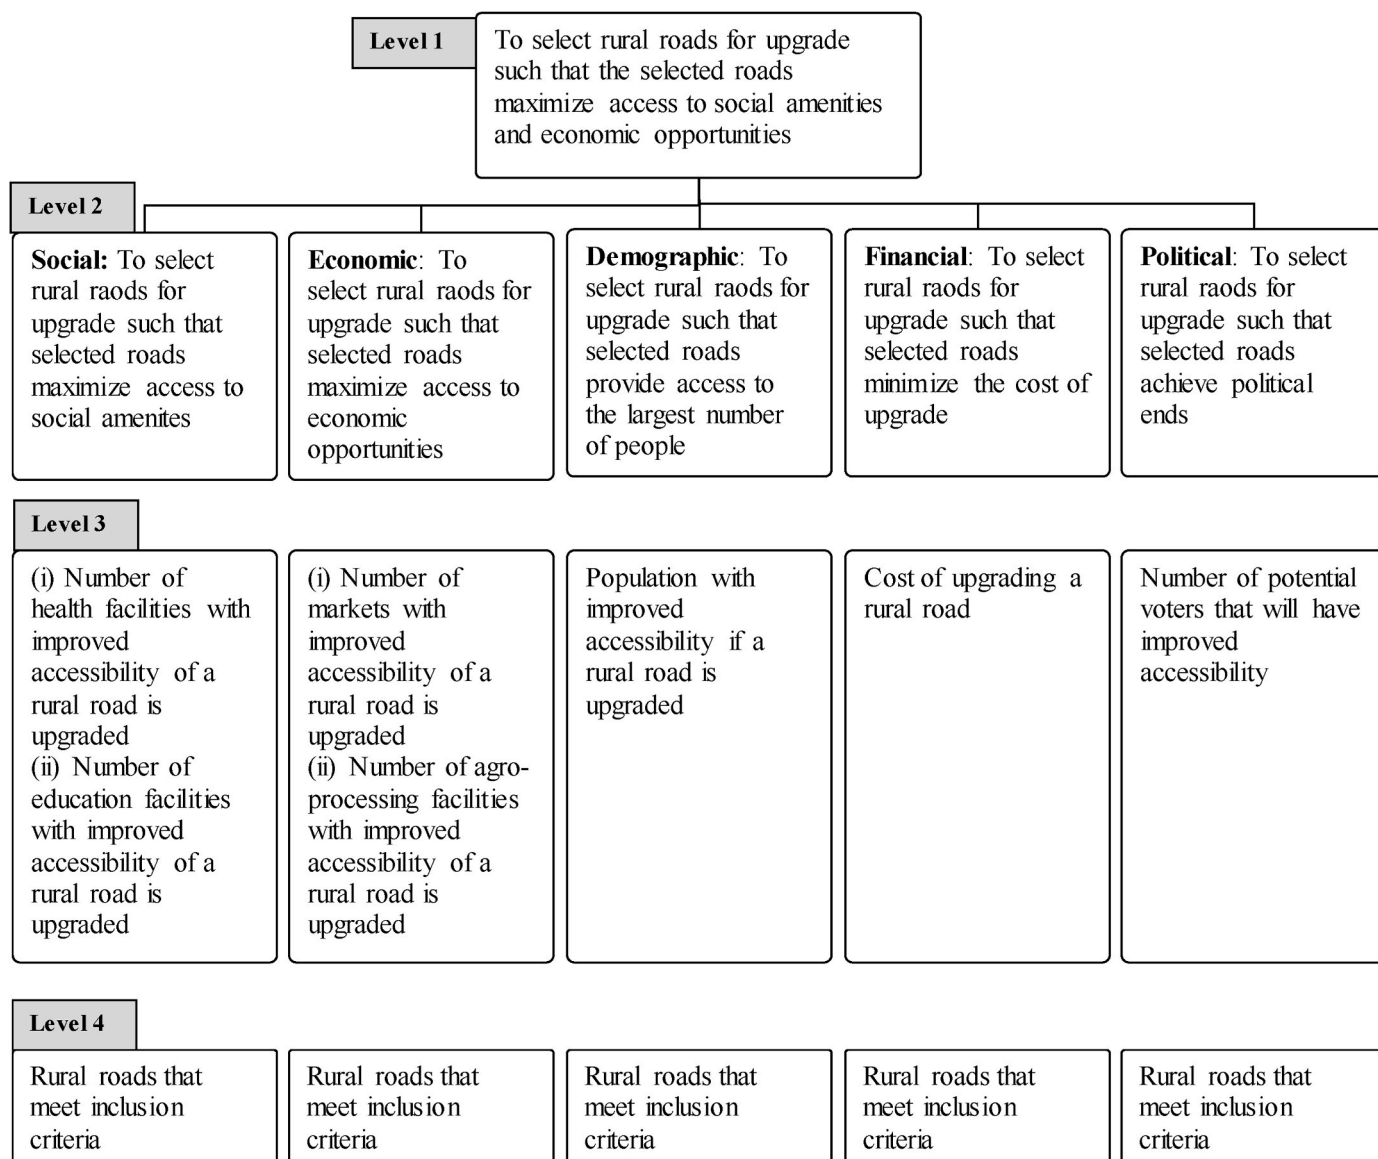 Level 1
To select rural roads for upgrade
such that the selected roads
maximize access to social amenities
and economic opportunities
Level 2
Social: To select
rural raods for
upgrade such that
selected roads
maximize access to
social amenites
Economic: To
select rural raods for
upgrade such that
selected roads
maximize access to
economic
opportunities
Demographic: To
select rural raods for
upgrade such that
selected roads
provide access to
the largest number
of people
Financial: To select
rural raods for
upgrade such that
selected roads
minimize the cost of
upgrade
Political: To select
rural raods for
upgrade such that
selected roads
achieve political
ends
Level 3
(i) Number of
health facilities with
improved
accessibility of a
rural road is
upgraded
(ii) Number of
education facilities
with improved
accessibility of a
rural road is
upgraded
(i) Number of
markets with
improved
accessibility of a
rural road is
upgraded
(ii) Number of agro-
processing facilities
with improved
accessibility of a
rural road is
upgraded
Population with
improved
accessibility if a
rural road is
upgraded
Cost of upgrading a
rural road
Number of potential
voters that will have
improved
accessibility
Level 4
Rural roads that
meet inclusion
criteria
Rural roads that
meet inclusion
criteria
Rural roads that
meet inclusion
criteria
Rural roads that
meet inclusion
criteria
Rural roads that
meet inclusion
criteria